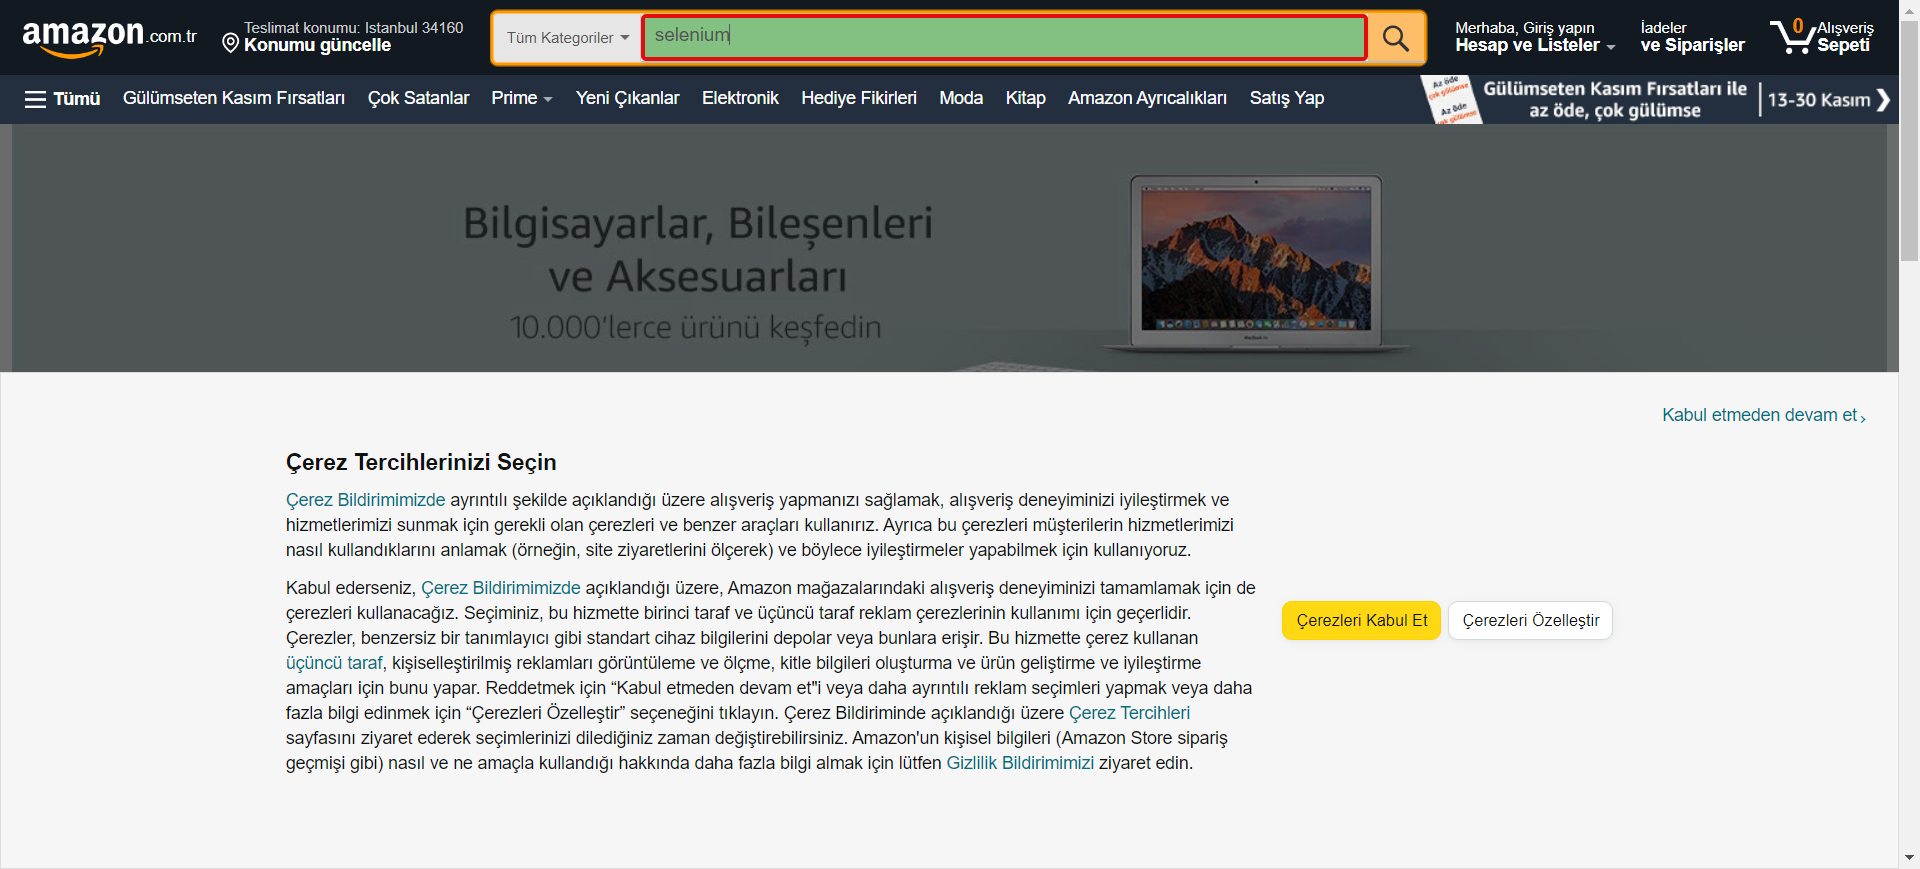 amazon.com.tr
Teslimat konumu: Istanbul 34160
Konumu güncelle
Tüm Kategoriler
selenium
Merhaba, Giriş yapın
Hesap ve Listeler
İadeler
ve Siparişler
0
Alışveriş
Sepeti
Tümü
Gülümseten Kasım Fırsatları
Çok Satanlar
Prime
Yeni Çıkanlar
Elektronik
Hediye Fikirleri
Moda
Kitap
Amazon Ayrıcalıkları
Satış Yap
Az öde
çok gülümse
Az öde
çok gülümse
Gülümseten Kasım Fırsatları ile
az öde, çok gülümse
13-30 Kasım
Bilgisayarlar, Bileşenleri
ve Aksesuarları
10.000'lerce ürünü keşfedin
MacBook Air
Kabul etmeden devam et
Çerez Tercihlerinizi Seçin
Çerez Bildirimimizde ayrıntılı şekilde açıklandığı üzere alışveriş yapmanızı sağlamak, alışveriş deneyiminizi iyileştirmek ve
hizmetlerimizi sunmak için gerekli olan çerezleri ve benzer araçları kullanırız. Ayrıca bu çerezleri müşterilerin hizmetlerimizi
nasıl kullandıklarını anlamak (örneğin, site ziyaretlerini ölçerek) ve böylece iyileştirmeler yapabilmek için kullanıyoruz.
Kabul ederseniz, Çerez Bildirimimizde açıklandığı üzere, Amazon mağazalarındaki alışveriş deneyiminizi tamamlamak için de
çerezleri kullanacağız. Seçiminiz, bu hizmette birinci taraf ve üçüncü taraf reklam çerezlerinin kullanımı için geçerlidir.
Çerezler, benzersiz bir tanımlayıcı gibi standart cihaz bilgilerini depolar veya bunlara erişir. Bu hizmette çerez kullanan
üçüncü taraf, kişiselleştirilmiş reklamları görüntüleme ve ölçme, kitle bilgileri oluşturma ve ürün geliştirme ve iyileştirme
amaçları için bunu yapar. Reddetmek için “Kabul etmeden devam et"i veya daha ayrıntılı reklam seçimleri yapmak veya daha
fazla bilgi edinmek için “Çerezleri Özelleştir” seçeneğini tıklayın. Çerez Bildiriminde açıklandığı üzere Çerez Tercihleri
sayfasını ziyaret ederek seçimlerinizi dilediğiniz zaman değiştirebilirsiniz. Amazon'un kişisel bilgileri (Amazon Store sipariş
geçmişi gibi) nasıl ve ne amaçla kullandığı hakkında daha fazla bilgi almak için lütfen Gizlilik Bildirimimizi ziyaret edin.
Çerezleri Kabul Et
Çerezleri Özelleştir